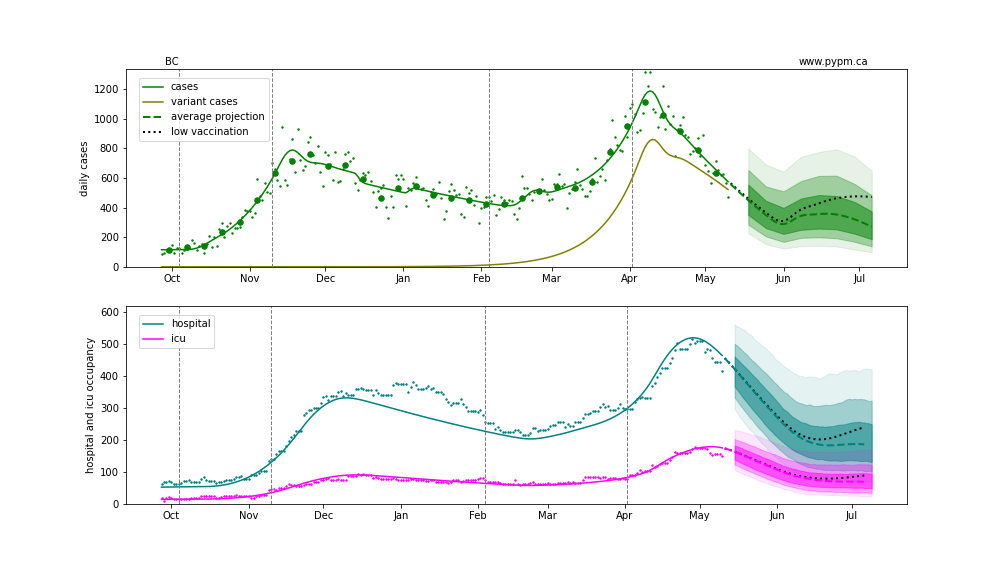 BC www.pypm.ca
1200
1000
800
600
400
200
0
daily cases
cases
variant cases
average projection
low vaccination
Oct Nov Dec Jan Feb Mar Apr May Jun Jul
600
500
400
300
200
100
0
hospital and icu occupancy
hospital
icu
Oct Nov Dec Jan Feb Mar Apr May Jun Jul